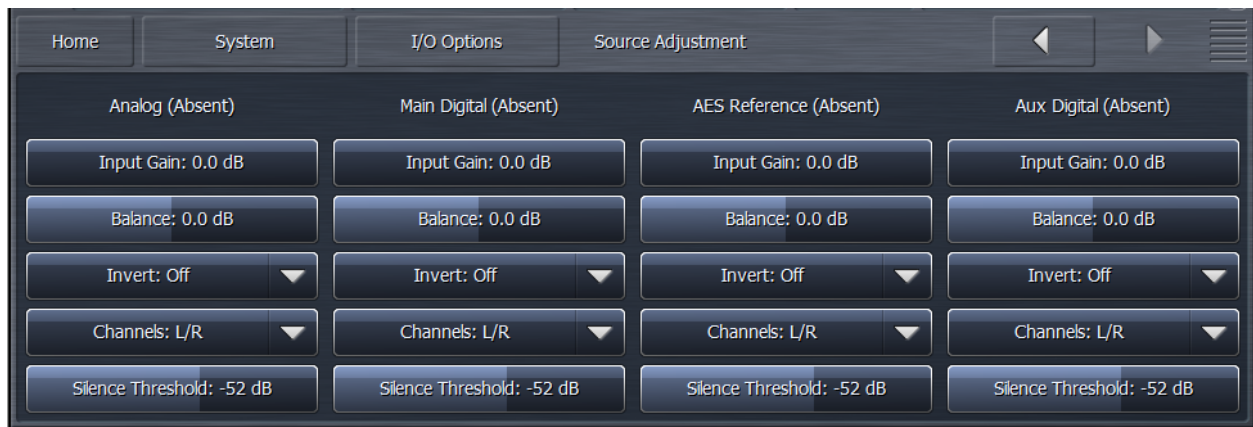 Home System I/O Options Source Adjustment
Analog (Absent) Main Digital (Absent) AES Reference (Absent) Aux Digital (Absent)
Input Gain: 0.0 dB Input Gain: 0.0 dB Input Gain: 0.0 dB Input Gain: 0.0 dB
Balance: 0.0 dB Balance: 0.0 dB Balance: 0.0 dB Balance: 0.0 dB
Invert: Off Invert: Off Invert: Off Invert: Off
Channels: L/R Channels: L/R Channels: L/R Channels: L/R
Silence Threshold: -52 dB Silence Threshold: -52 dB Silence Threshold: -52 dB Silence Threshold: -52 dB